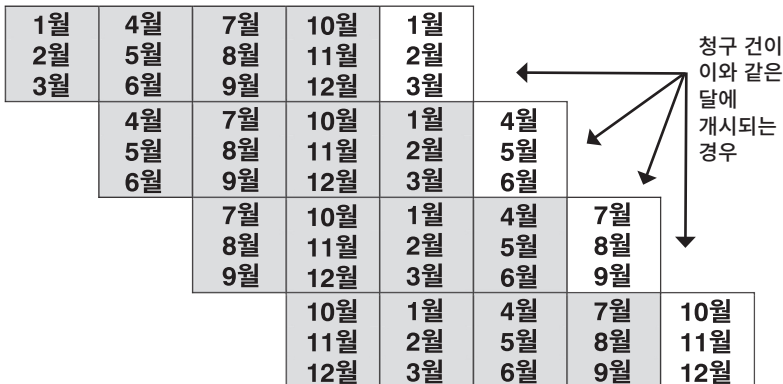 1월 4월 7월 10월 1월
2월 5월 8월 11월 2월
3월 6월 9월 12월 3월
4월 7월 10월 1월 4월
5월 8월 11월 2월 5월
6월 9월 12월 3월 6월
7월 10월 1월 4월 7월
8월 11월 2월 5월 8월
9월 12월 3월 6월 9월
10월 1월 4월 7월 10월
11월 2월 5월 8월 11월
12월 3월 6월 9월 12월
청구 건이
이와 같은
달에
개시되는
경우